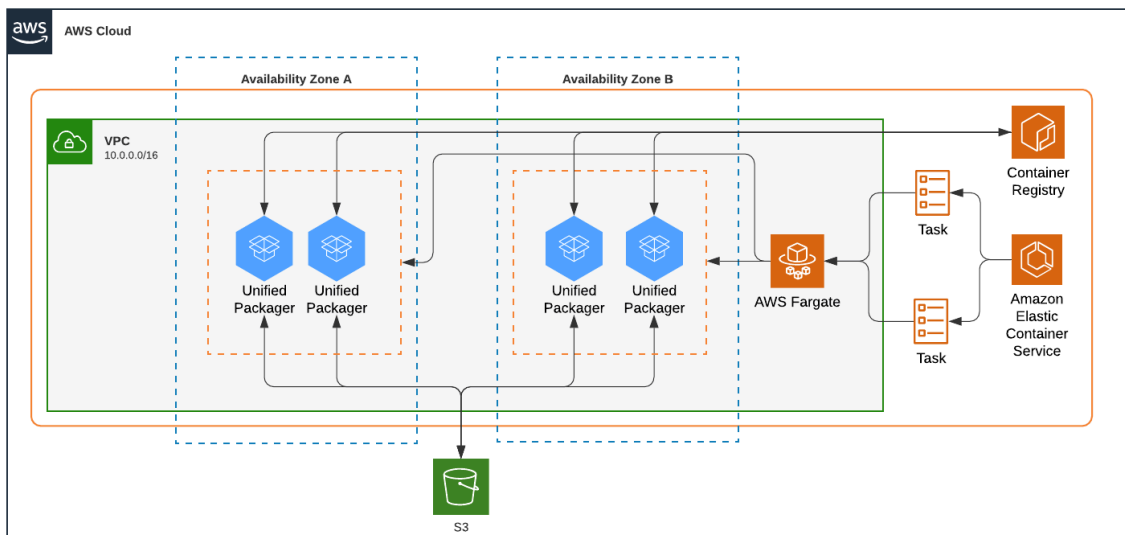 aws
AWS Cloud
Availability Zone A
Availability Zone B
VPC
10.0.0.0/16
Container
Registry
Task
Unified
Packager
Unified
Packager
Unified
Packager
Unified
Packager
AWS Fargate
Amazon
Elastic
Container
Service
Task
S3